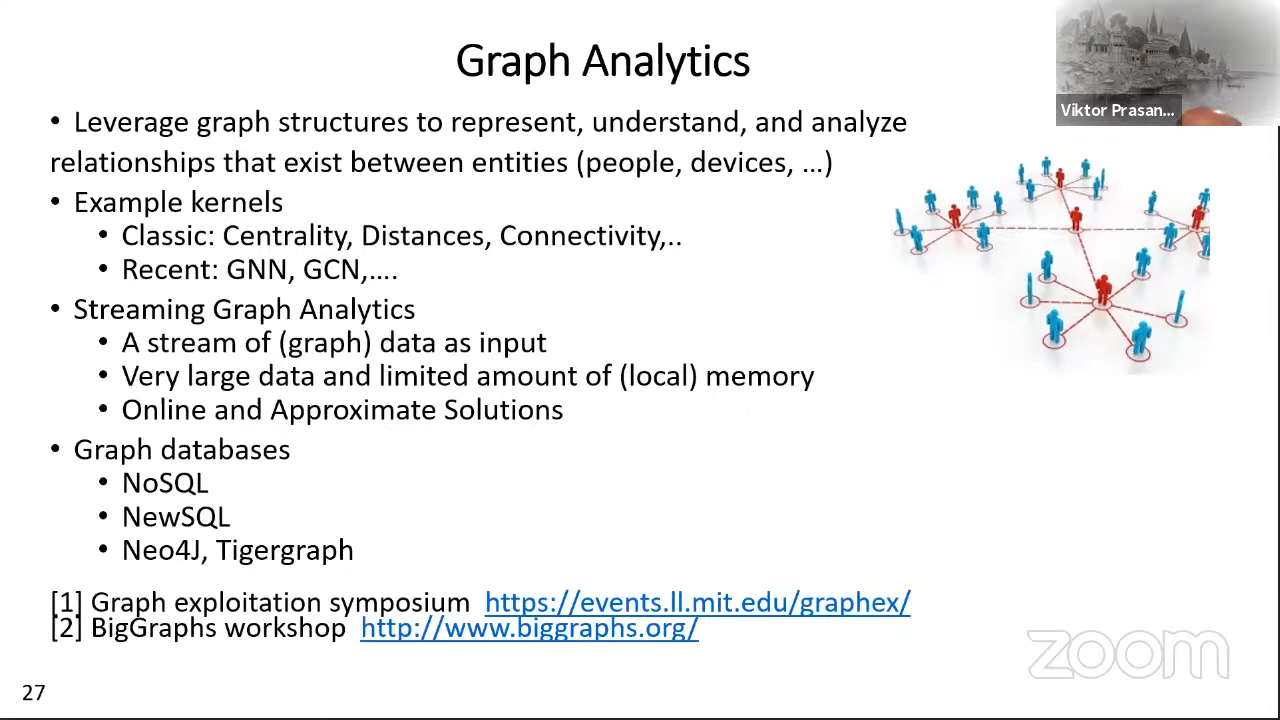 Graph Analytics
Viktor Prasan...
• Leverage graph structures to represent, understand, and analyze
relationships that exist between entities (people, devices, …)
• Example kernels
• Classic: Centrality, Distances, Connectivity,..
• Recent: GNN, GCN,….
• Streaming Graph Analytics
• A stream of (graph) data as input
• Very large data and limited amount of (local) memory
• Online and Approximate Solutions
• Graph databases
• NoSQL
• NewSQL
• Neo4J, Tigergraph
[1] Graph exploitation symposium https://events.ll.mit.edu/graphex/
[2] BigGraphs workshop http://www.biggraphs.org/
zoom
27